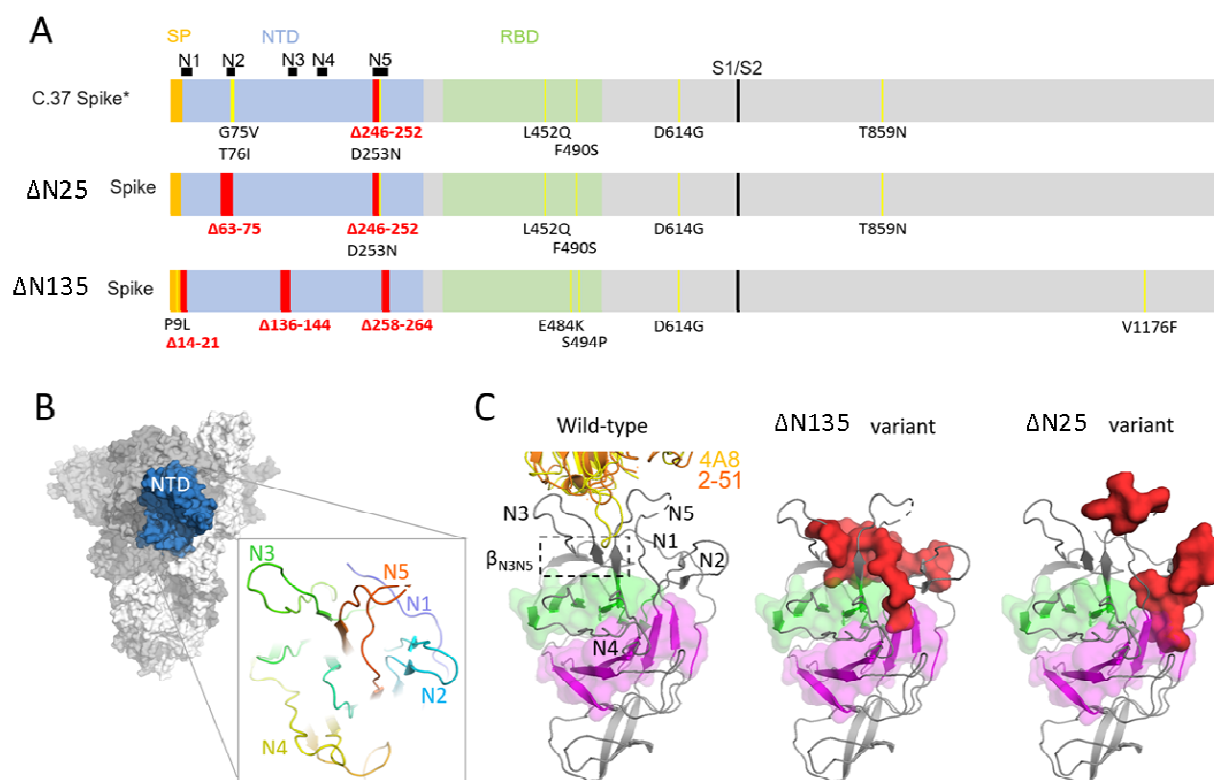 A
SP NTD RBD
N1 N2 N3 N4 N5
S1/S2
C.37 Spike*
G75V Δ246-252 L452Q D614G T859N
T76I D253N F490S
ΔN25 Spike
Δ63-75 Δ246-252 L452Q D614G T859N
D253N F490S
ΔN135 Spike
P9L Δ136-144 Δ258-264 E484K D614G V1176F
Δ14-21 S494P
B
NTD
N3
N5
N1
N2
N4
C
Wild-type
4A8
2-51
N3 N5
N1
βN3N5 N2
N4
ΔN135 variant
ΔN25 variant